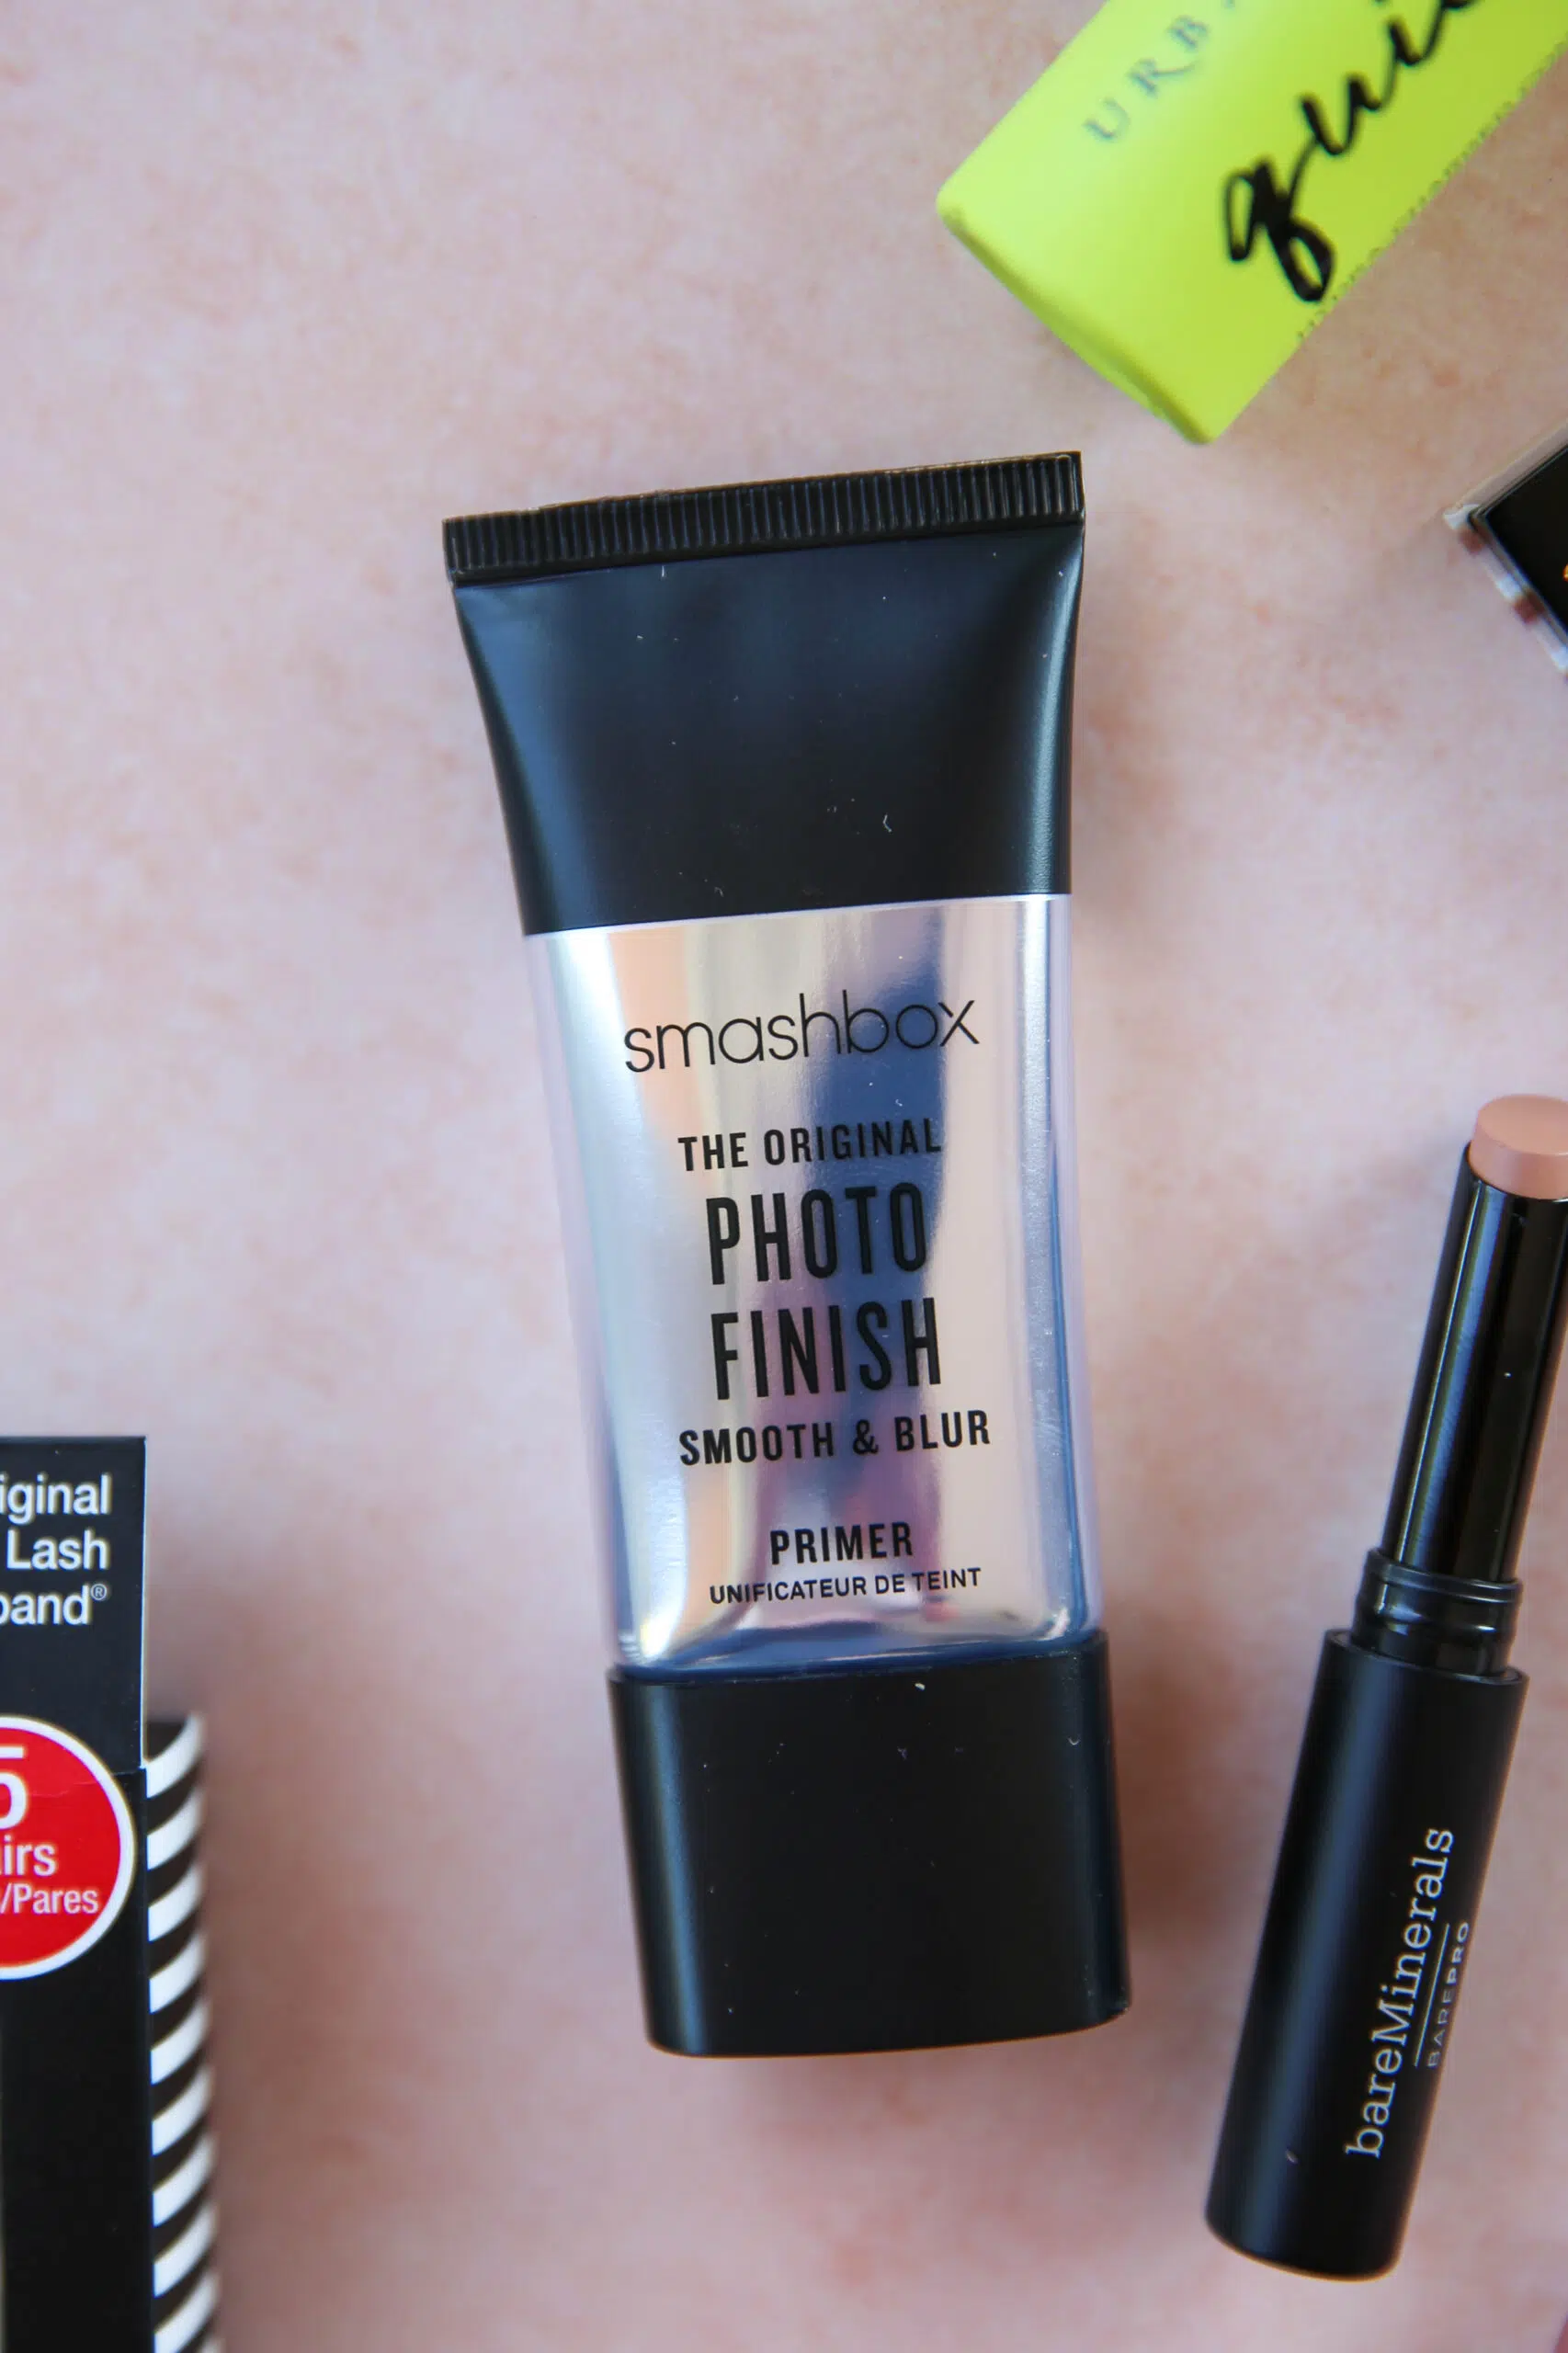 smashbox
THE ORIGINAL
PHOTO
FINISH
SMOOTH & BLUR
PRIMER
UNIFICATEUR DE TEINT
URB
qui
iginal
Lash
band®
5
irs
/Pares
bareMinerals
BAREPRO